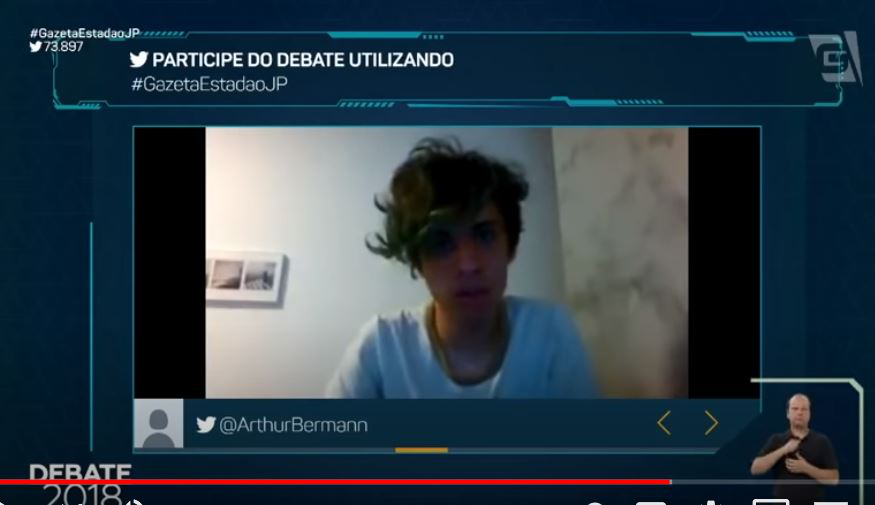 #GazetaEstadaoJP
73.897
PARTICIPE DO DEBATE UTILIZANDO
#GazetaEstadaoJP
@ArthurBermann
DEBATE
2018